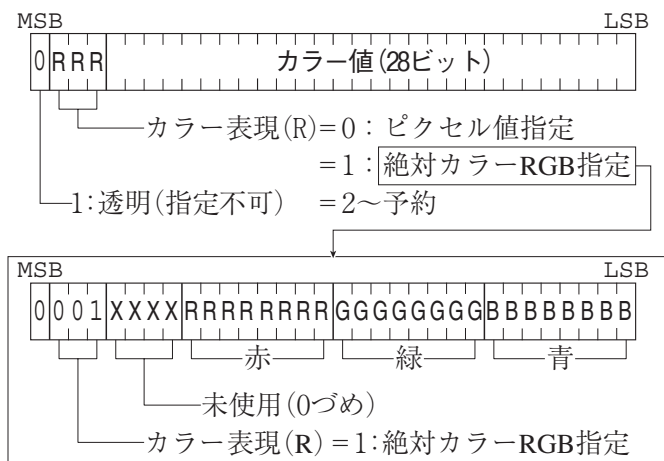 MSB LSB
0RRR カラー値(28ビット)
カラー表現(R)=0:ピクセル値指定
=1:絶対カラーRGB指定
1:透明(指定不可) =2〜予約
MSB LSB
0001XXXXRRRRRRRRGGGGGGGGBBBBBBBB
赤 緑 青
未使用(0づめ)
カラー表現(R)=1:絶対カラーRGB指定